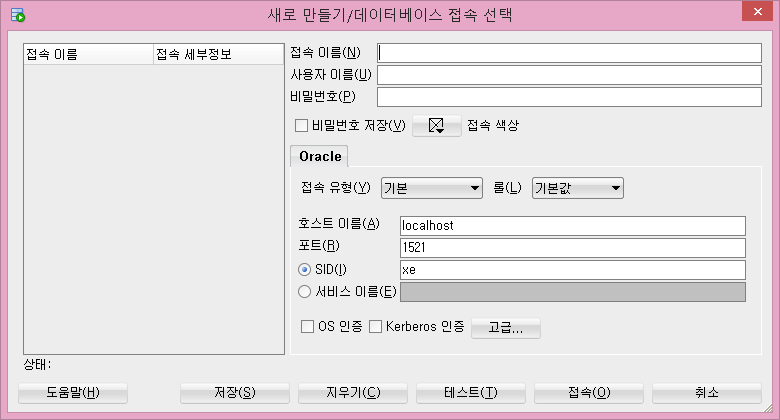 새로 만들기/데이터베이스 접속 선택
접속 이름 접속 세부정보
접속 이름(N)
사용자 이름(U)
비밀번호(P)
비밀번호 저장(V) 접속 색상
Oracle
접속 유형(Y) 기본 롤(L) 기본값
호스트 이름(A) localhost
포트(R) 1521
SID(I) xe
서비스 이름(E)
OS 인증 Kerberos 인증 고급...
상태:
도움말(H) 저장(S) 지우기(C) 테스트(T) 접속(O) 취소